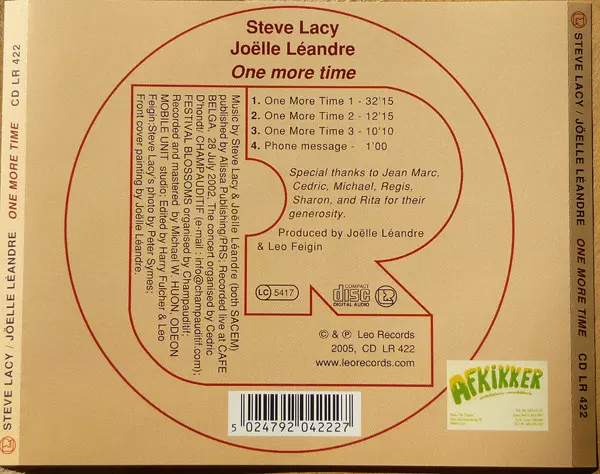 Steve Lacy
Joëlle Léandre
One more time
1. One More Time 1 - 32'15
2. One More Time 2 - 12'15
3. One More Time 3 - 10'10
4. Phone message - 1'00
Special thanks to Jean Marc,
Cedric, Michael, Regis,
Sharon, and Rita for their
generosity.
Produced by Joëlle Léandre
& Leo Feigin
Music by Steve Lacy & Joëlle Léandre (both SACEM)
published by Alissa Publishing/PRS; Recorded live at CAFE
BELGA, 28 July 2002. The concert organised by Cedric
D'hondt/ CHAMPAUDITIF (e-mail : info@champauditif.com);
FESTIVAL BLOSSOMS organised by Champauditif;
Recorded and mastered by Michael W. HUON, ODEON
MOBILE UNIT studio; Edited by Harry Fulcher & Leo
Feigin;Steve Lacy's photo by Peter Symes;
Front cover painting by Joëlle Léandre.
LC 5417
COMPACT
disc
DIGITAL AUDIO
© & ℗ Leo Records
2005, CD LR 422
www.leorecords.com
5 024792 042227
AFKIKKER
STEVE LACY / JÖELLE LÉANDRE ONE MORE TIME CD LR 422
STEVE LACY / JÖELLE LÉANDRE ONE MORE TIME CD LR 422